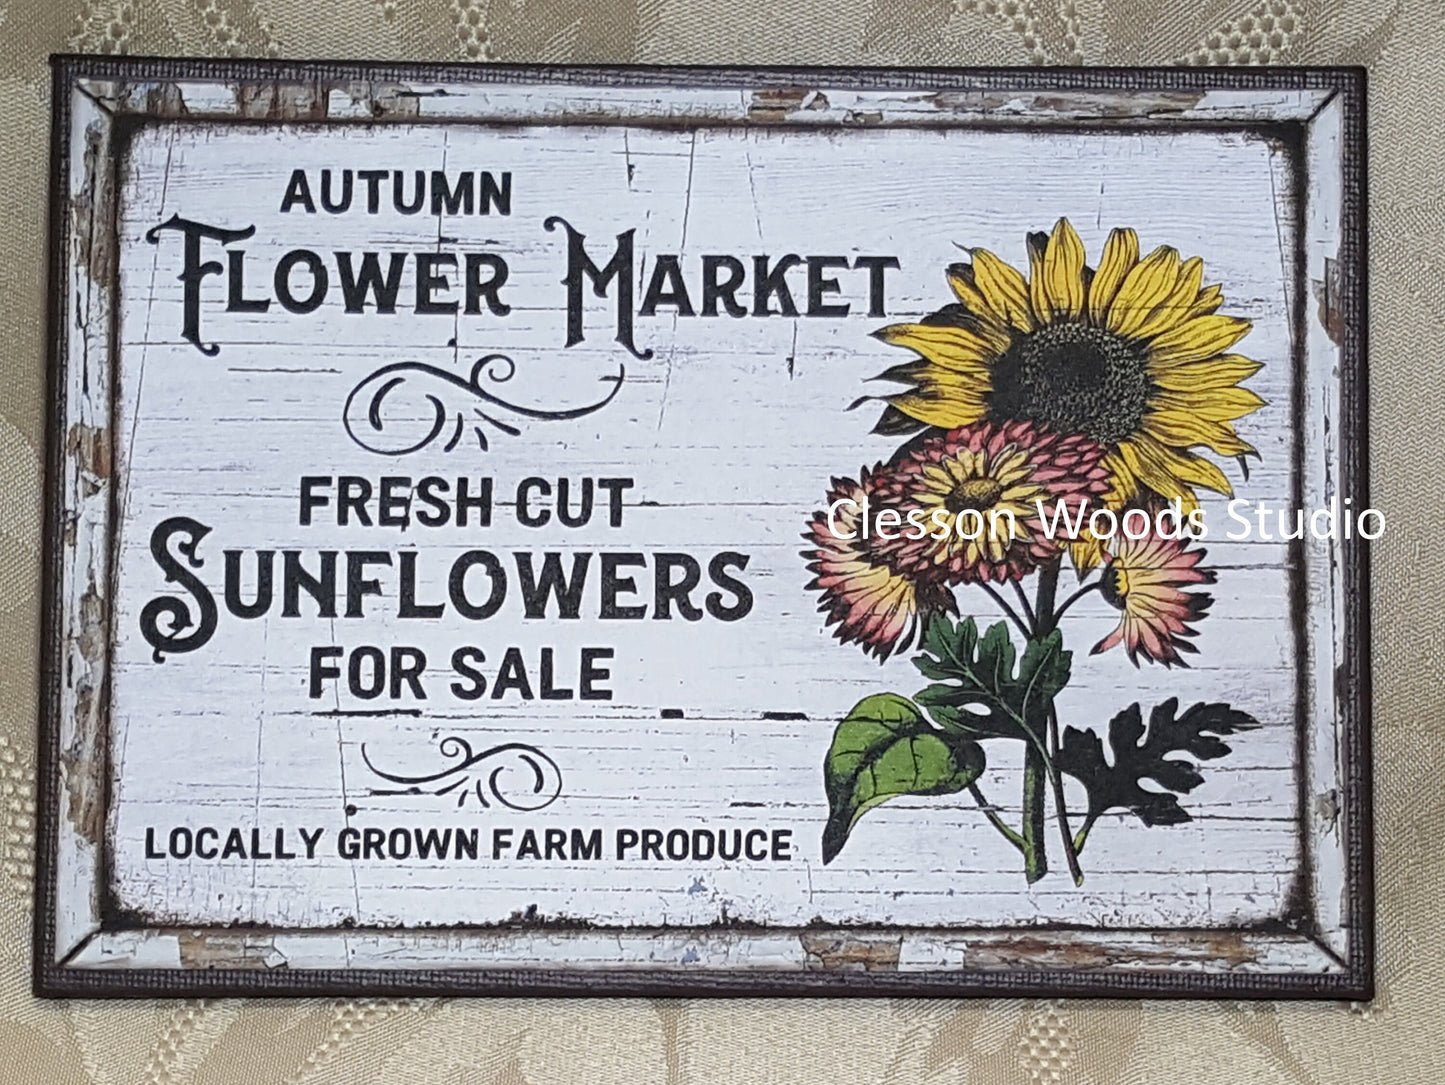 AUTUMN
FLOWER MARKET
FRESH CUT
SUNFLOWERS
FOR SALE
LOCALLY GROWN FARM PRODUCE
Clesson Woods Studio